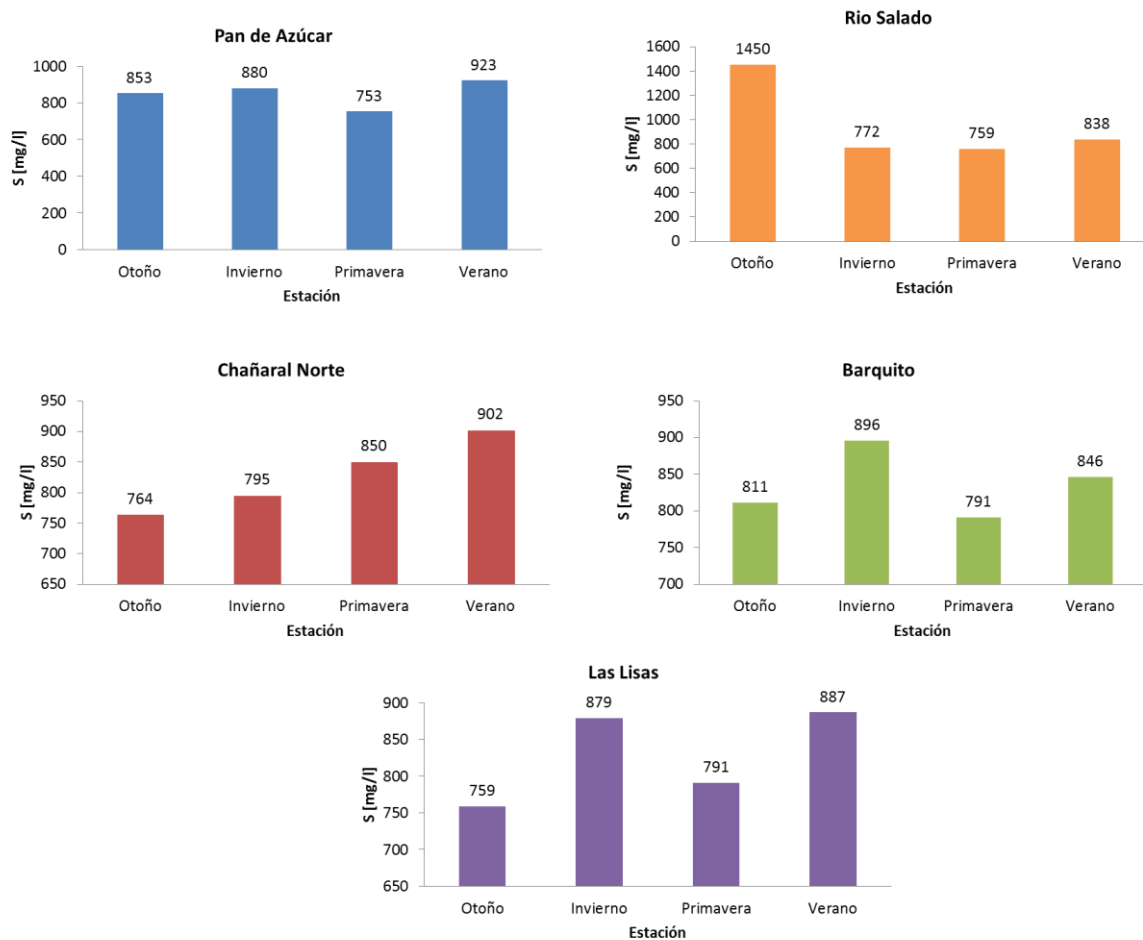 Pan de Azúcar
1000
800
600
400
200
0
S [mg/l]
853
880
753
923
Otoño Invierno Primavera Verano
Estación
Rio Salado
1600
1400
1200
1000
800
600
400
200
0
S [mg/l]
1450
772
759
838
Otoño Invierno Primavera Verano
Estación
Chañaral Norte
950
900
850
800
750
700
650
S [mg/l]
764
795
850
902
Otoño Invierno Primavera Verano
Estación
Barquito
950
900
850
800
750
700
S [mg/l]
811
896
791
846
Otoño Invierno Primavera Verano
Estación
Las Lisas
900
850
800
750
700
650
S [mg/l]
759
879
791
887
Otoño Invierno Primavera Verano
Estación